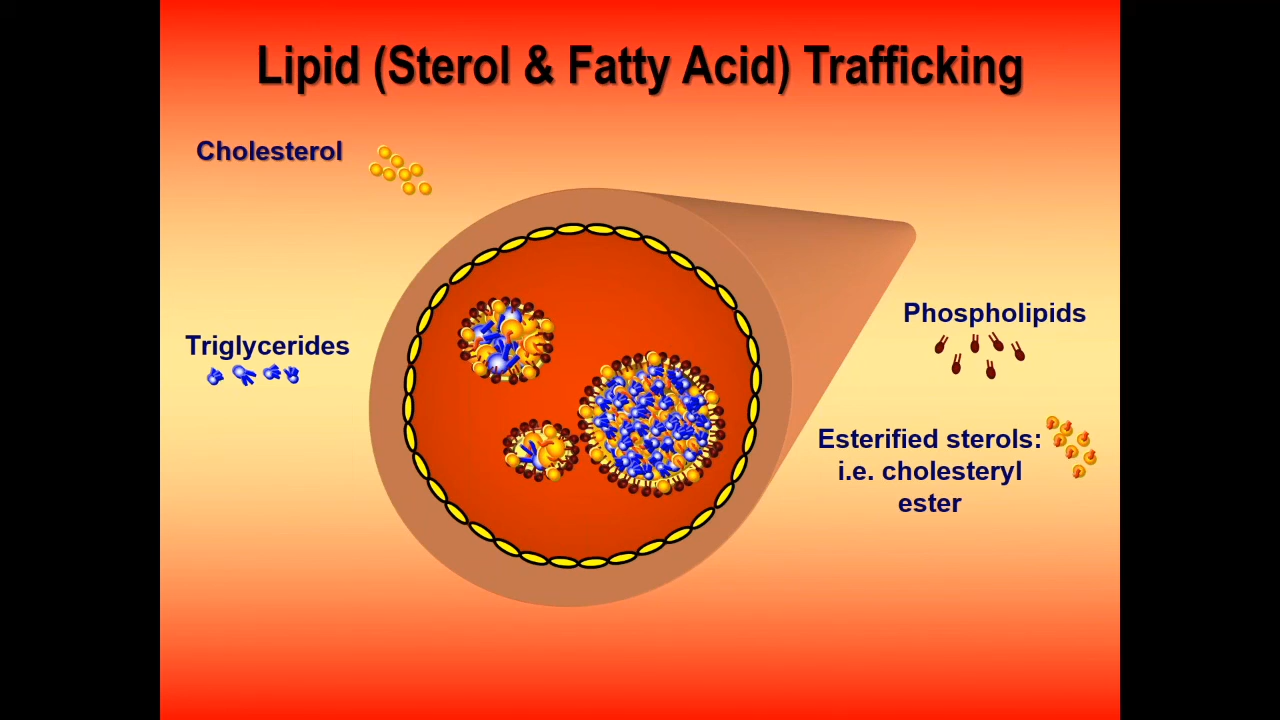 Lipid (Sterol & Fatty Acid) Trafficking
Cholesterol
Triglycerides
Phospholipids
Esterified sterols:
i.e. cholesteryl
ester